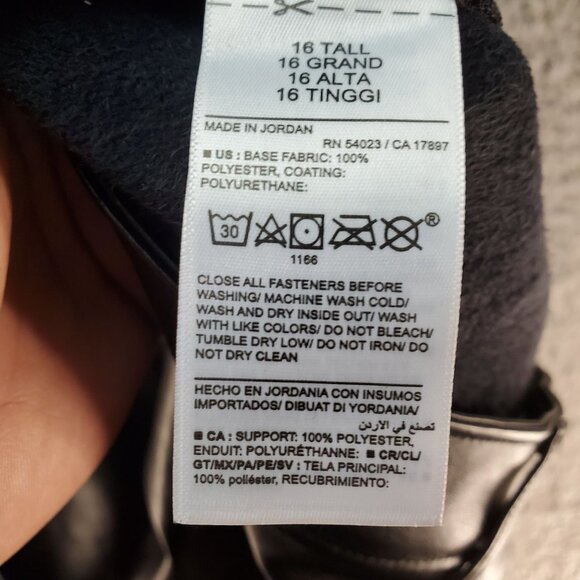 16 TALL
16 GRAND
16 ALTA
16 TINGGI
MADE IN JORDAN
RN 54023 / CA 17897
■ US : BASE FABRIC: 100%
POLYESTER, COATING:
POLYURETHANE:
30
®
1166
CLOSE ALL FASTENERS BEFORE
WASHING/ MACHINE WASH COLD/
WASH AND DRY INSIDE OUT/ WASH
WITH LIKE COLORS/ DO NOT BLEACH/
TUMBLE DRY LOW/ DO NOT IRON/ DO
NOT DRY CLEAN
HECHO EN JORDANIA CON INSUMOS
IMPORTADOS/ DIBUAT DI YORDANIA/
تصنع في الاردن
■ CA : SUPPORT: 100% POLYESTER,
ENDUIT: POLYURÉTHANNE: ■ CR/CL/
GT/MX/PA/PE/SV : TELA PRINCIPAL:
100% poliéster, RECUBRIMIENTO: